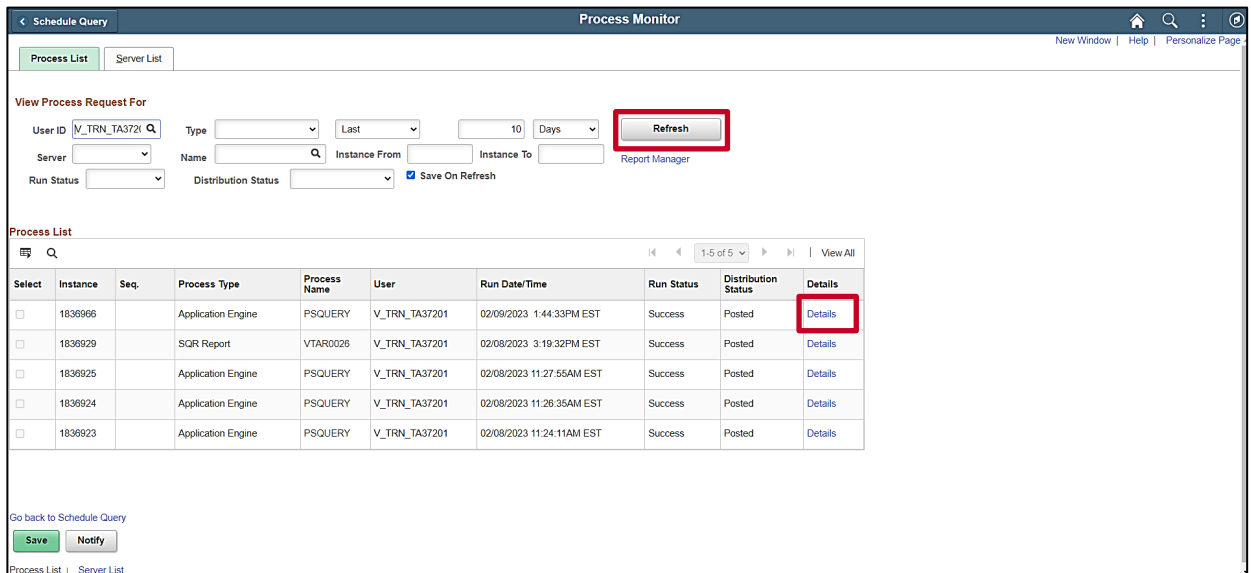 Schedule Query
Process Monitor
New Window | Help | Personalize Page
Process List
Server List
View Process Request For
User ID V_TRN_TA3720 Type Last 10 Days Refresh
Server Name Instance From Instance To Report Manager
Run Status Distribution Status Save On Refresh
Process List
1-5 of 5 | View All
Select Instance Seq. Process Type Process Name User Run Date/Time Run Status Distribution Status Details
1836966 Application Engine PSQUERY V_TRN_TA37201 02/09/2023 1:44:33PM EST Success Posted Details
1836929 SQR Report VTAR0026 V_TRN_TA37201 02/08/2023 3:19:32PM EST Success Posted Details
1836925 Application Engine PSQUERY V_TRN_TA37201 02/08/2023 11:27:55AM EST Success Posted Details
1836924 Application Engine PSQUERY V_TRN_TA37201 02/08/2023 11:26:35AM EST Success Posted Details
1836923 Application Engine PSQUERY V_TRN_TA37201 02/08/2023 11:24:11AM EST Success Posted Details
Go back to Schedule Query
Save Notify
Process List | Server List